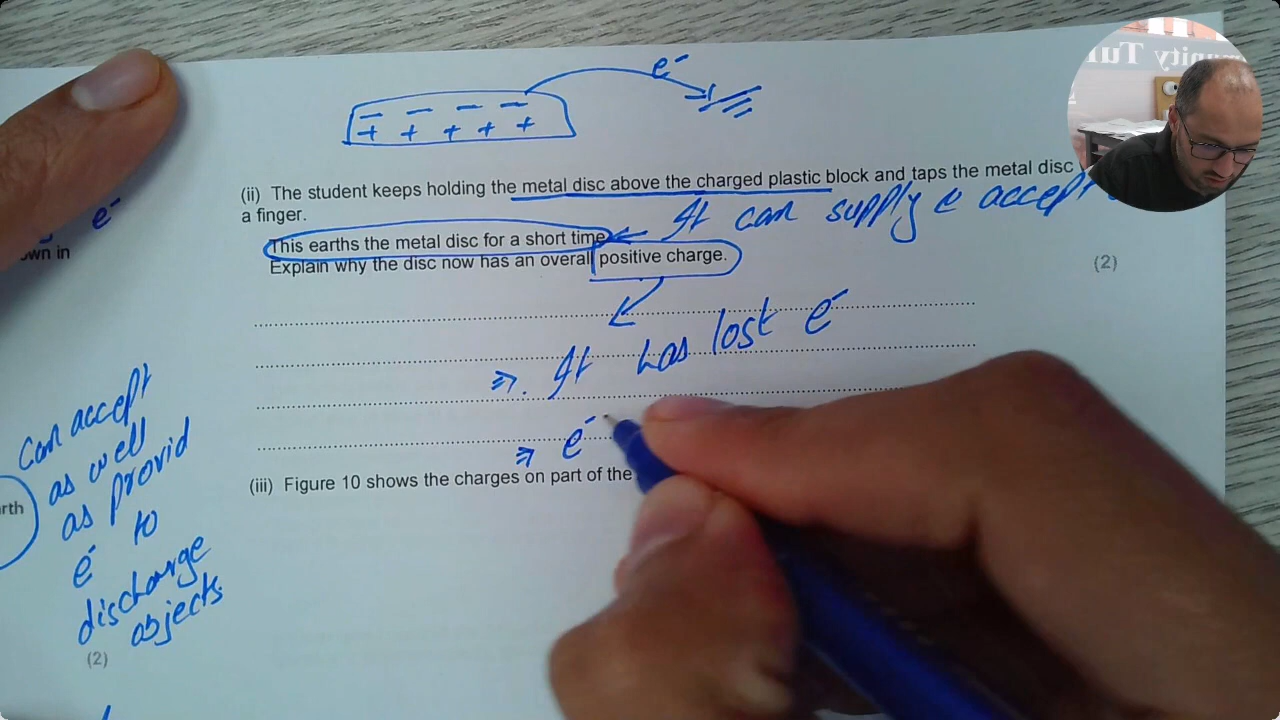 e⁻
- - - -
+ + + + +
(ii) The student keeps holding the metal disc above the charged plastic block and taps the metal disc
a finger.
It can supply e accept
This earths the metal disc for a short time
Explain why the disc now has an overall positive charge.
(2)
⇒. It has lost e⁻
⇒ e⁻
(iii) Figure 10 shows the charges on part of the
e⁻
own in
Can accept
as well
as provid
e⁻ to
discharge
objects
rth
(2)